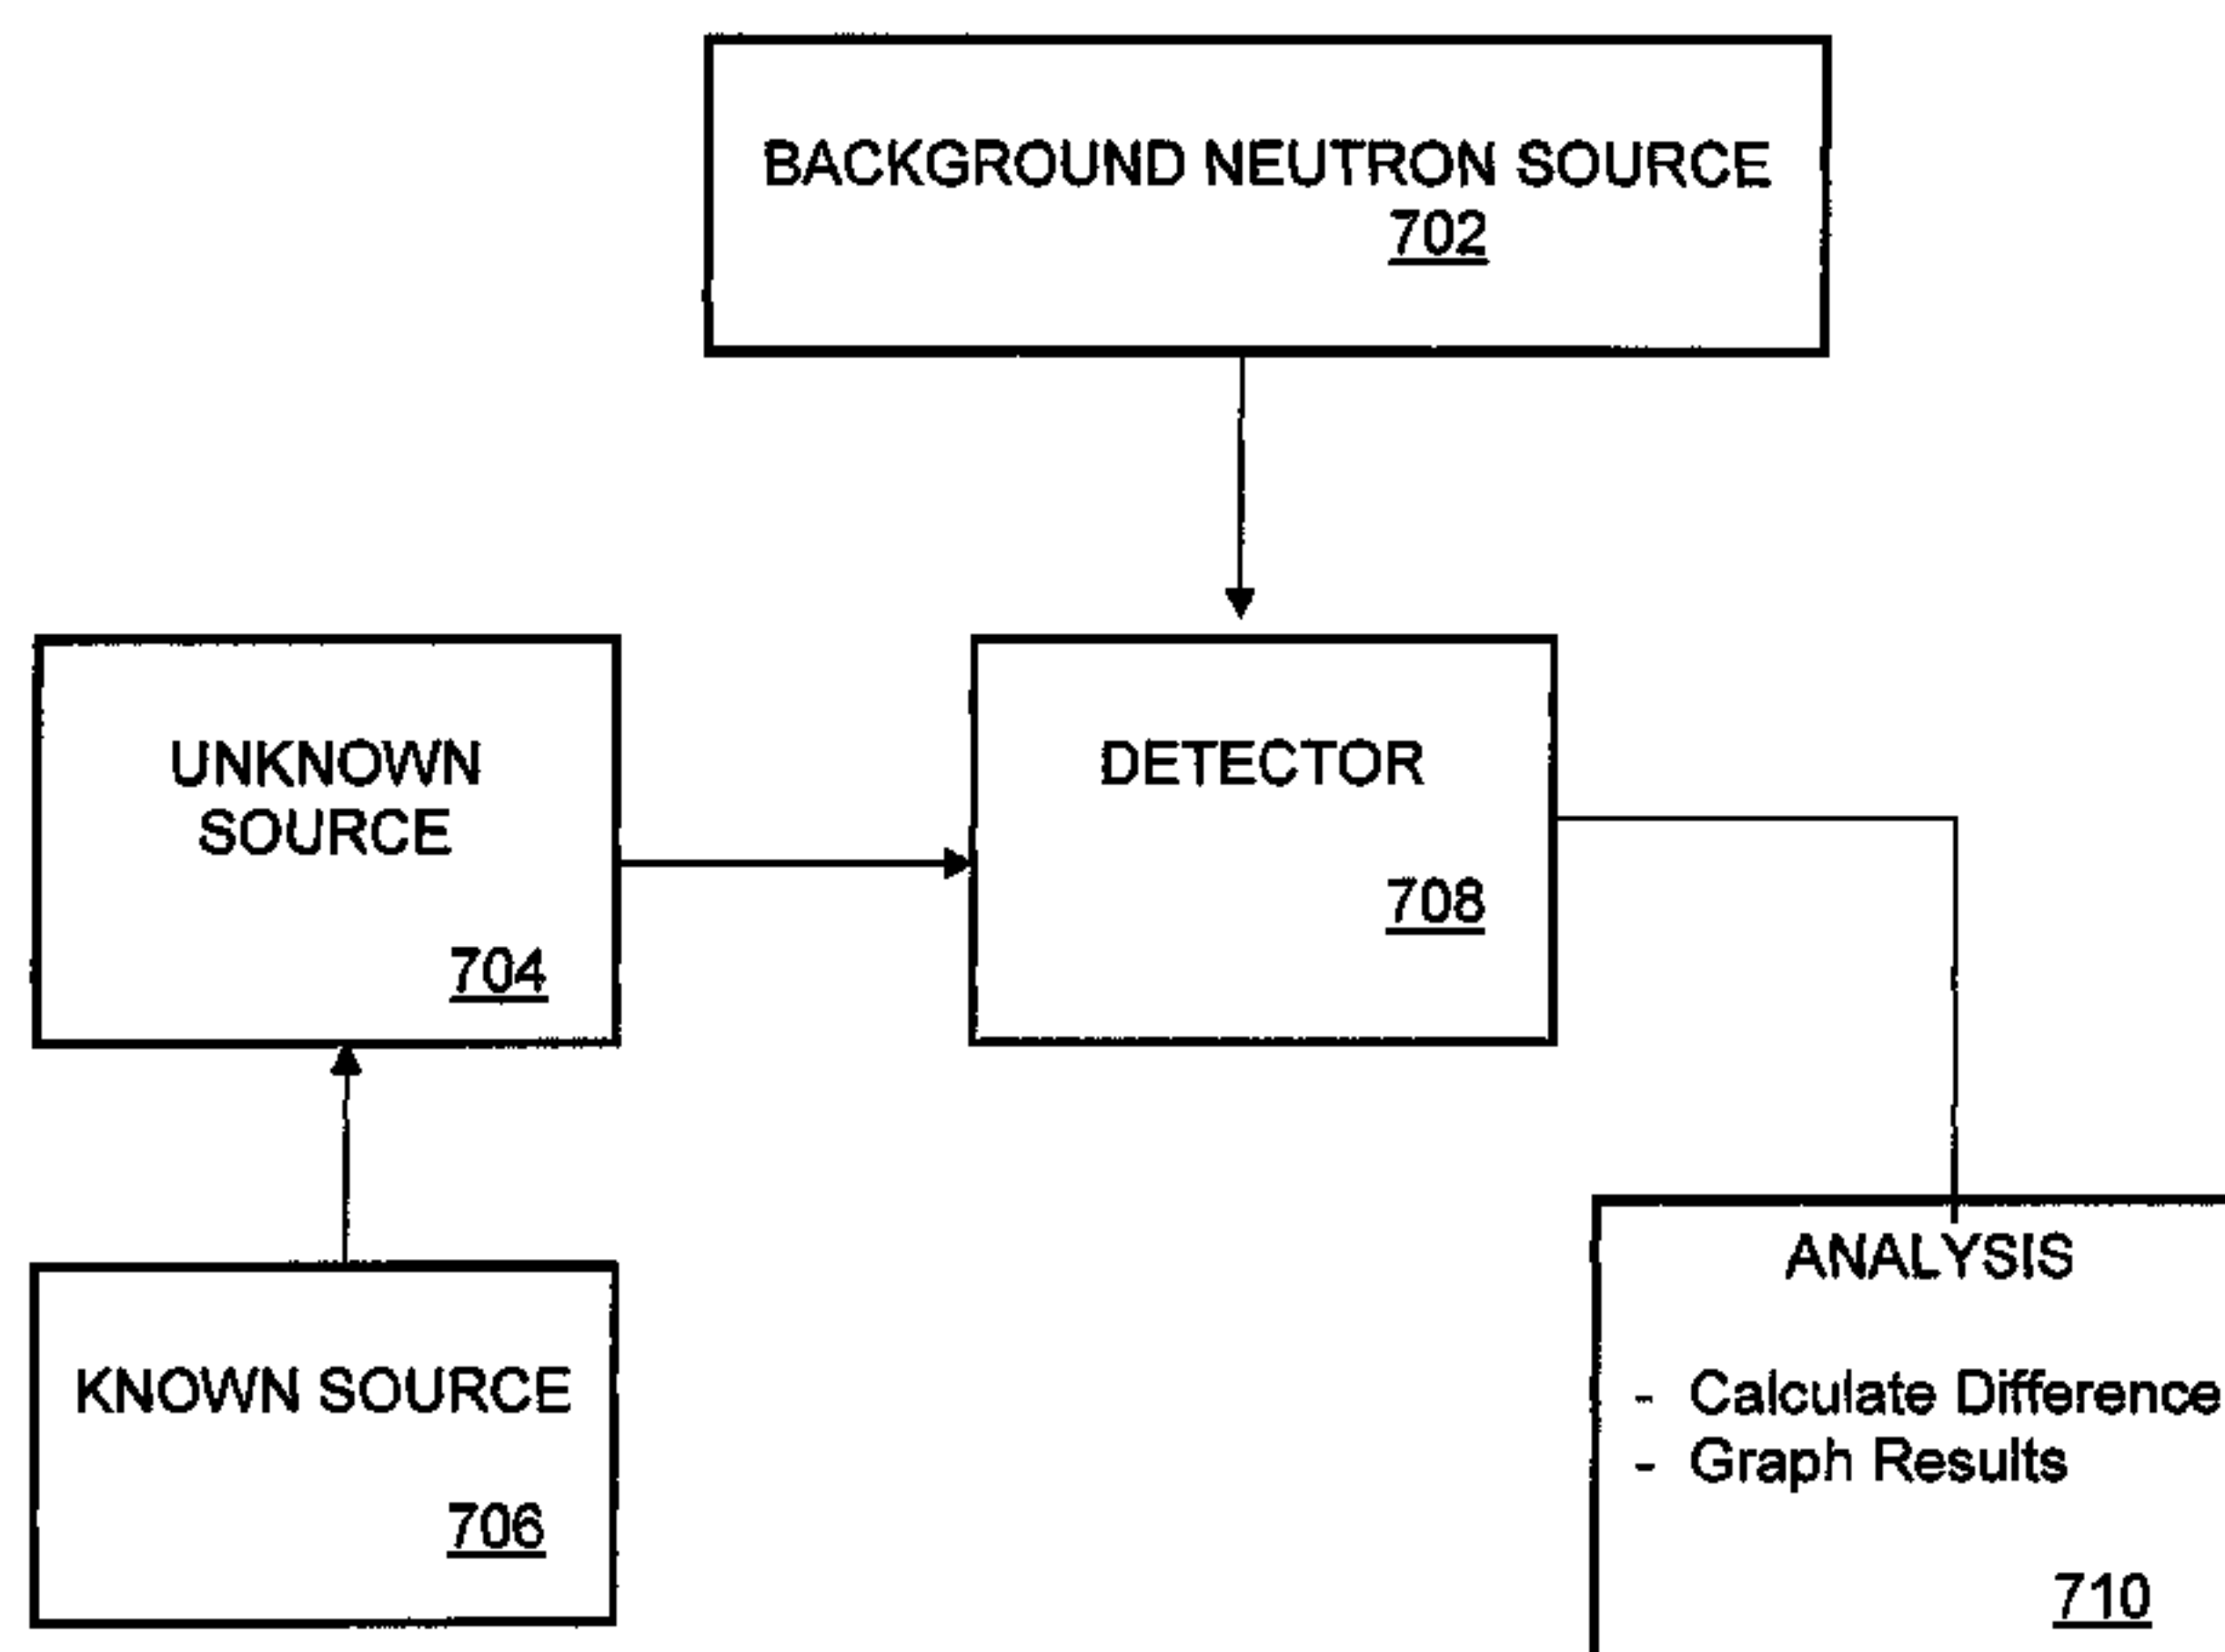 BACKGROUND NEUTRON SOURCE
702
UNKNOWN
SOURCE
704
DETECTOR
708
KNOWN SOURCE
706
ANALYSIS
- Calculate Difference
- Graph Results
710